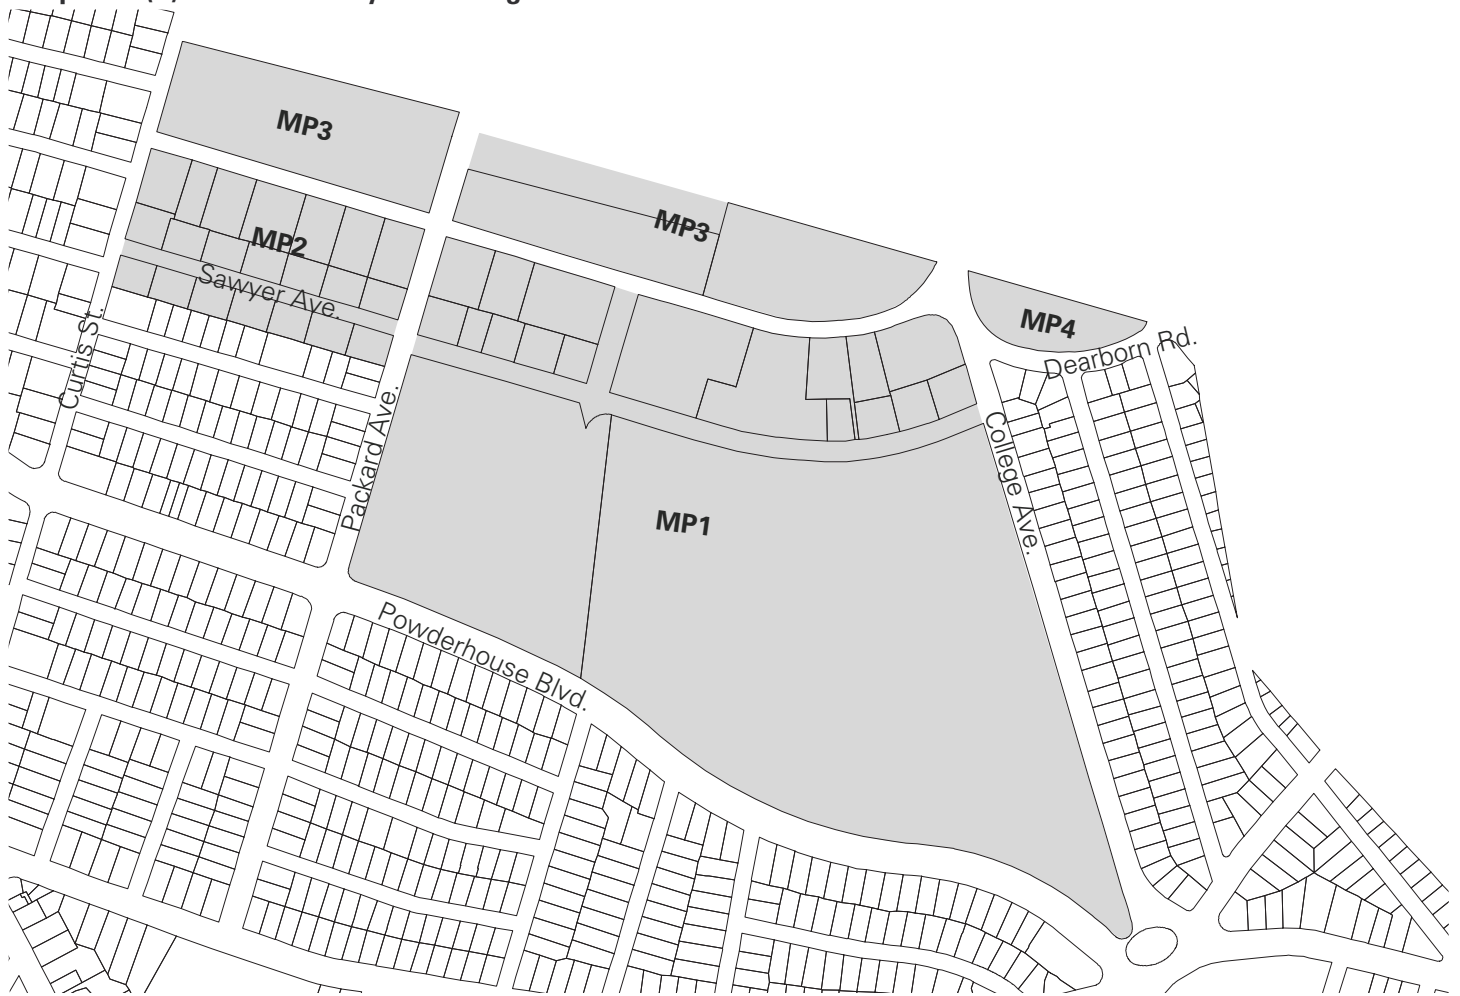 MP3
MP3
MP2
Sawyer Ave.
MP4
Dearborn Rd.
Curtis St.
Packard Ave.
College Ave.
MP1
Powderhouse Blvd.